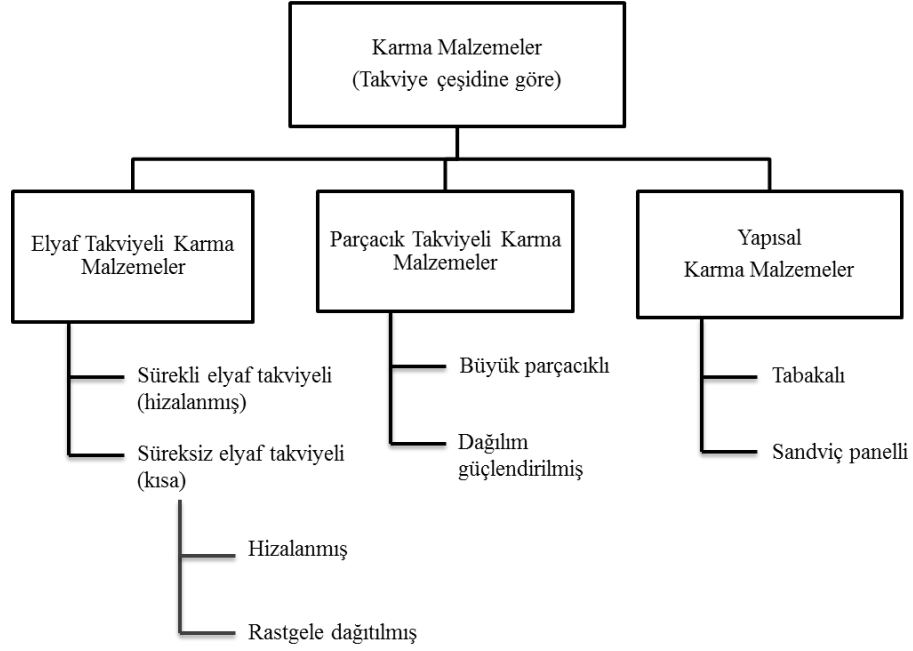 Karma Malzemeler
(Takviye çeşidine göre)
Elyaf Takviyeli Karma
Malzemeler
Parçacık Takviyeli Karma
Malzemeler
Yapısal
Karma Malzemeler
Sürekli elyaf takviyeli
(hizalanmış)
Süreksiz elyaf takviyeli
(kısa)
Hizalanmış
Rastgele dağıtılmış
Büyük parçacıklı
Dağılım
güçlendirilmiş
Tabakalı
Sandviç panelli